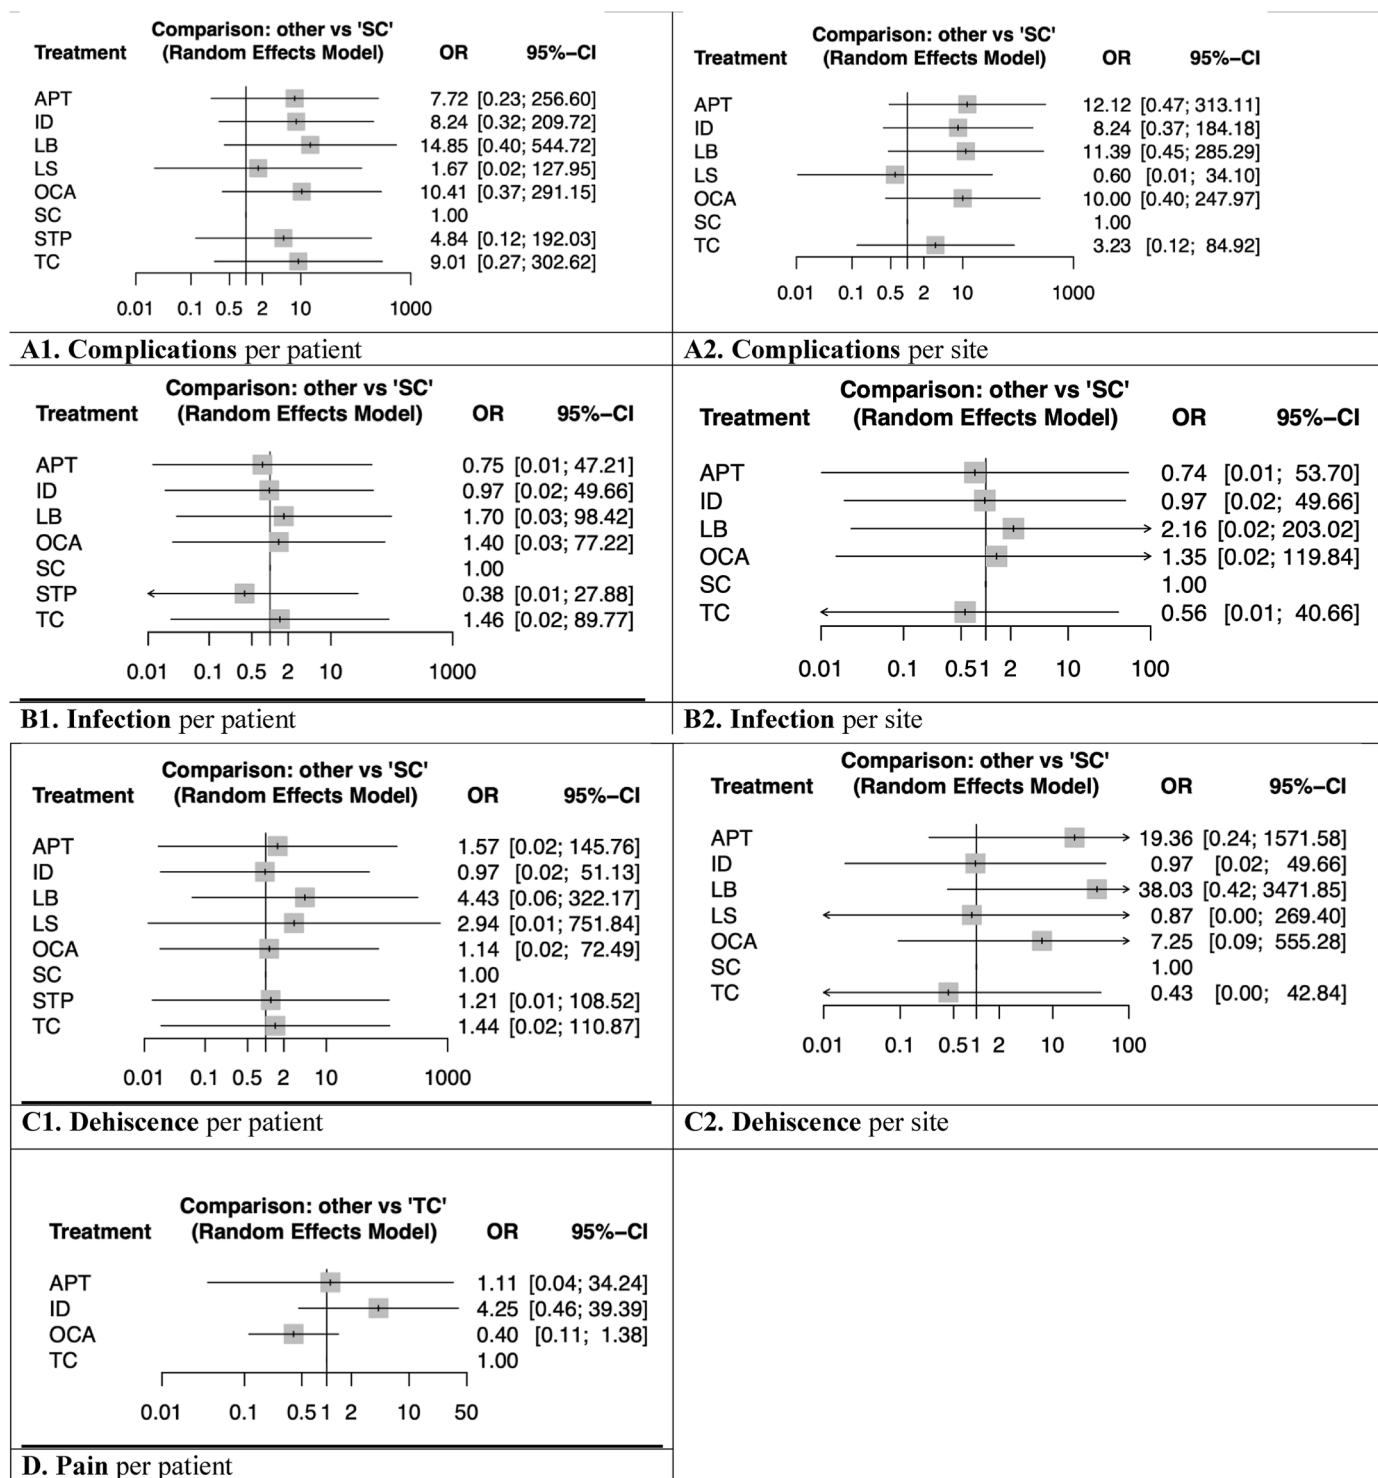 Comparison: other vs 'SC'
Treatment (Random Effects Model) OR 95%−CI
APT 7.72 [0.23; 256.60]
ID 8.24 [0.32; 209.72]
LB 14.85 [0.40; 544.72]
LS 1.67 [0.02; 127.95]
OCA 10.41 [0.37; 291.15]
SC 1.00
STP 4.84 [0.12; 192.03]
TC 9.01 [0.27; 302.62]
0.01 0.1 0.5 2 10 1000
A1. Complications per patient
Comparison: other vs 'SC'
Treatment (Random Effects Model) OR 95%−CI
APT 12.12 [0.47; 313.11]
ID 8.24 [0.37; 184.18]
LB 11.39 [0.45; 285.29]
LS 0.60 [0.01; 34.10]
OCA 10.00 [0.40; 247.97]
SC 1.00
TC 3.23 [0.12; 84.92]
0.01 0.1 0.5 2 10 1000
A2. Complications per site
Comparison: other vs 'SC'
Treatment (Random Effects Model) OR 95%−CI
APT 0.75 [0.01; 47.21]
ID 0.97 [0.02; 49.66]
LB 1.70 [0.03; 98.42]
OCA 1.40 [0.03; 77.22]
SC 1.00
STP 0.38 [0.01; 27.88]
TC 1.46 [0.02; 89.77]
0.01 0.1 0.5 2 10 1000
B1. Infection per patient
Comparison: other vs 'SC'
Treatment (Random Effects Model) OR 95%−CI
APT 0.74 [0.01; 53.70]
ID 0.97 [0.02; 49.66]
LB 2.16 [0.02; 203.02]
OCA 1.35 [0.02; 119.84]
SC 1.00
TC 0.56 [0.01; 40.66]
0.01 0.1 0.5 1 2 10 100
B2. Infection per site
Comparison: other vs 'SC'
Treatment (Random Effects Model) OR 95%−CI
APT 1.57 [0.02; 145.76]
ID 0.97 [0.02; 51.13]
LB 4.43 [0.06; 322.17]
LS 2.94 [0.01; 751.84]
OCA 1.14 [0.02; 72.49]
SC 1.00
STP 1.21 [0.01; 108.52]
TC 1.44 [0.02; 110.87]
0.01 0.1 0.5 2 10 1000
C1. Dehiscence per patient
Comparison: other vs 'SC'
Treatment (Random Effects Model) OR 95%−CI
APT 19.36 [0.24; 1571.58]
ID 0.97 [0.02; 49.66]
LB 38.03 [0.42; 3471.85]
LS 0.87 [0.00; 269.40]
OCA 7.25 [0.09; 555.28]
SC 1.00
TC 0.43 [0.00; 42.84]
0.01 0.1 0.5 1 2 10 100
C2. Dehiscence per site
Comparison: other vs 'TC'
Treatment (Random Effects Model) OR 95%−CI
APT 1.11 [0.04; 34.24]
ID 4.25 [0.46; 39.39]
OCA 0.40 [0.11; 1.38]
TC 1.00
0.01 0.1 0.5 1 2 10 50
D. Pain per patient